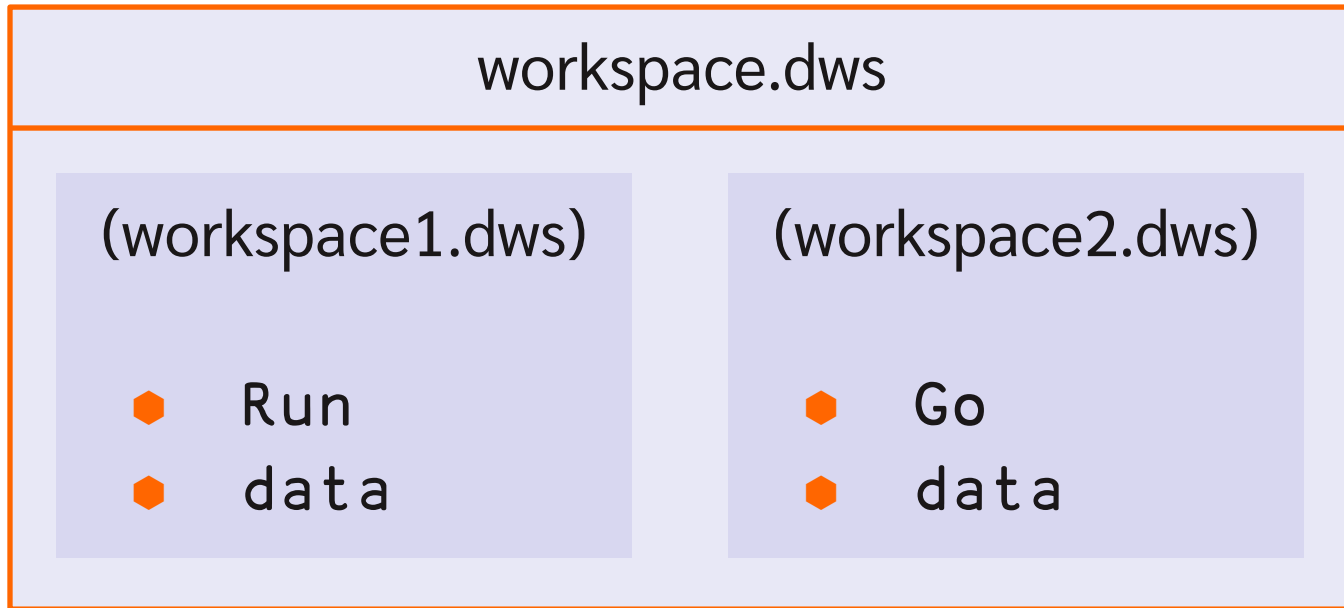 workspace.dws
(workspace1.dws)
Run
data
(workspace2.dws)
Go
data